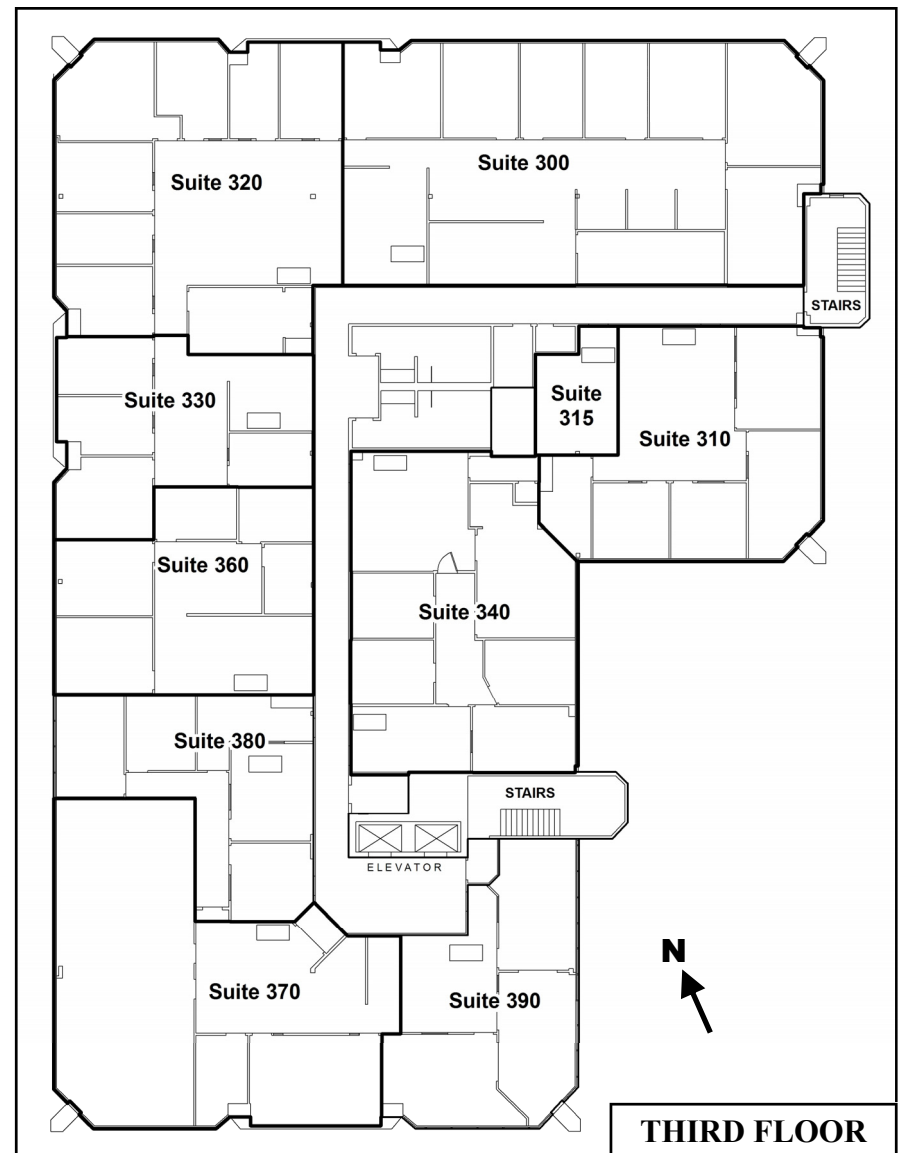 Suite 300
Suite 320
STAIRS
Suite
315
Suite 330
Suite 310
Suite 360
Suite 340
Suite 380
STAIRS
ELEVATOR
N
Suite 370
Suite 390
THIRD FLOOR